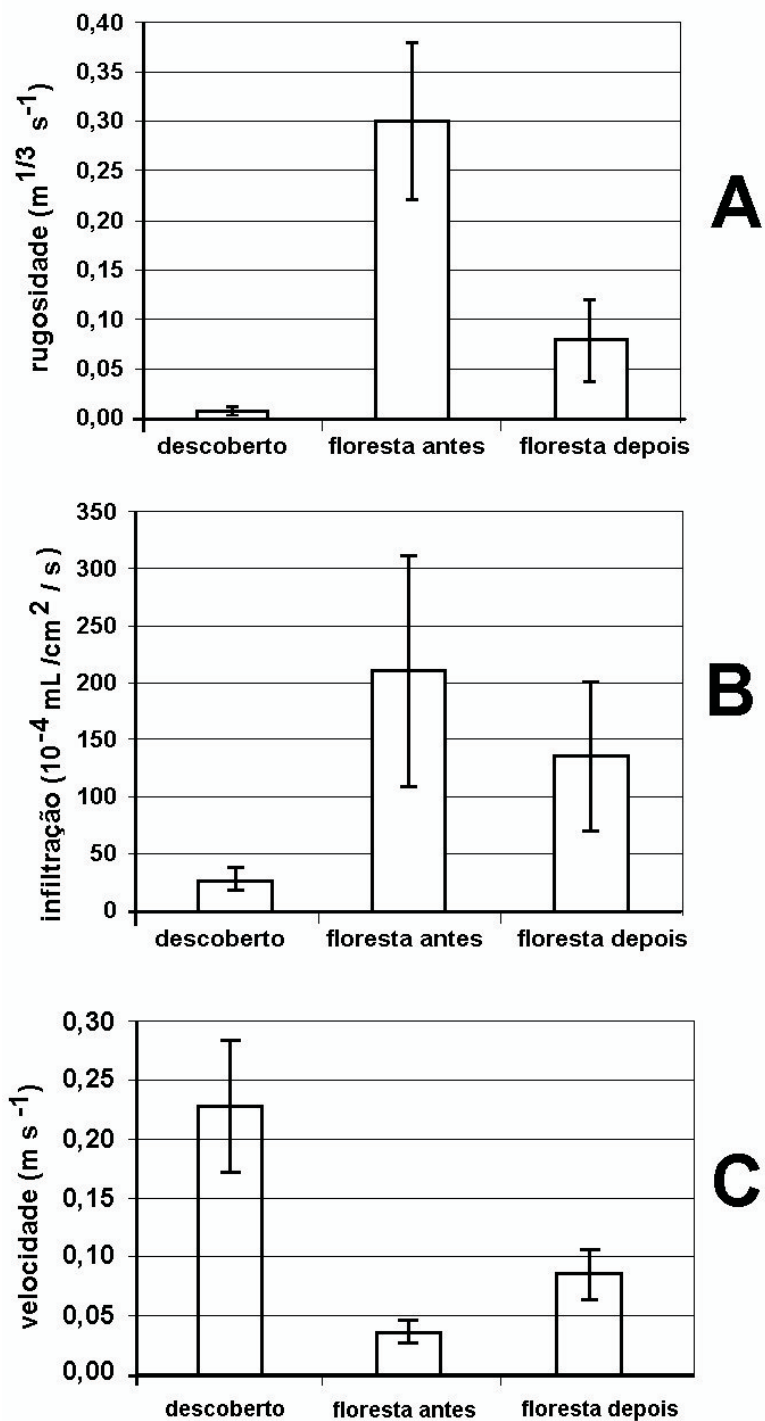 0,40
0,35
0,30
0,25
0,20
0,15
0,10
0,05
0,00
rugosidade (m^1/3 s^-1)
descoberto floresta antes floresta depois
A
350
300
250
200
150
100
50
0
infiltração (10^-4 mL /cm^2 / s)
descoberto floresta antes floresta depois
B
0,30
0,25
0,20
0,15
0,10
0,05
0,00
velocidade (m s^-1)
descoberto floresta antes floresta depois
C